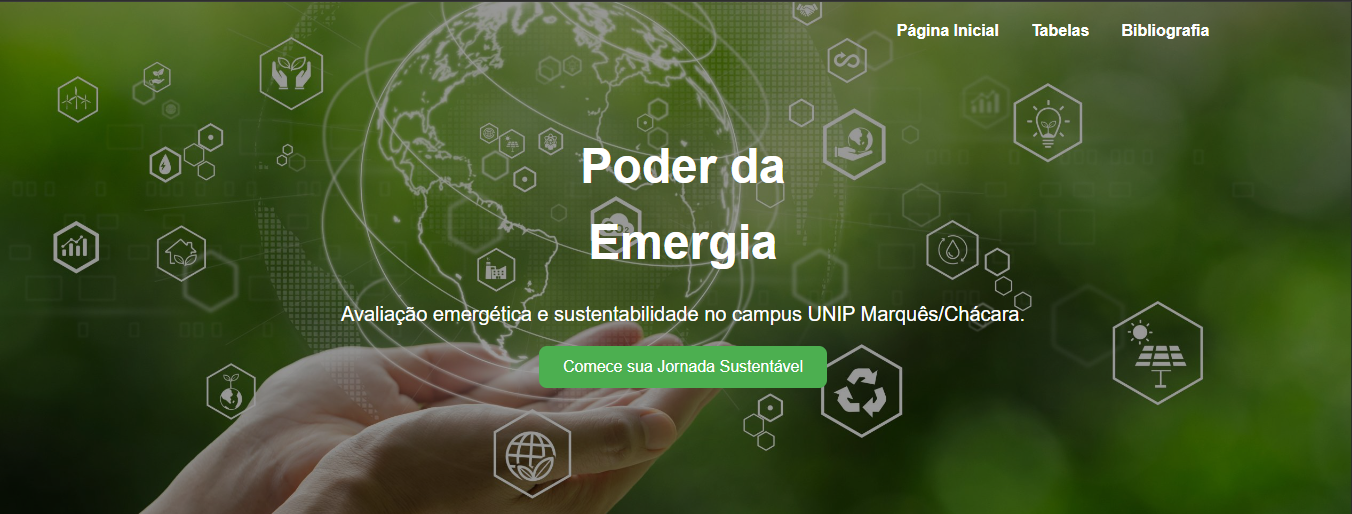 Página Inicial Tabelas Bibliografia
Poder da
Emergia
Avaliação emergética e sustentabilidade no campus UNIP Marquês/Chácara.
Comece sua Jornada Sustentável